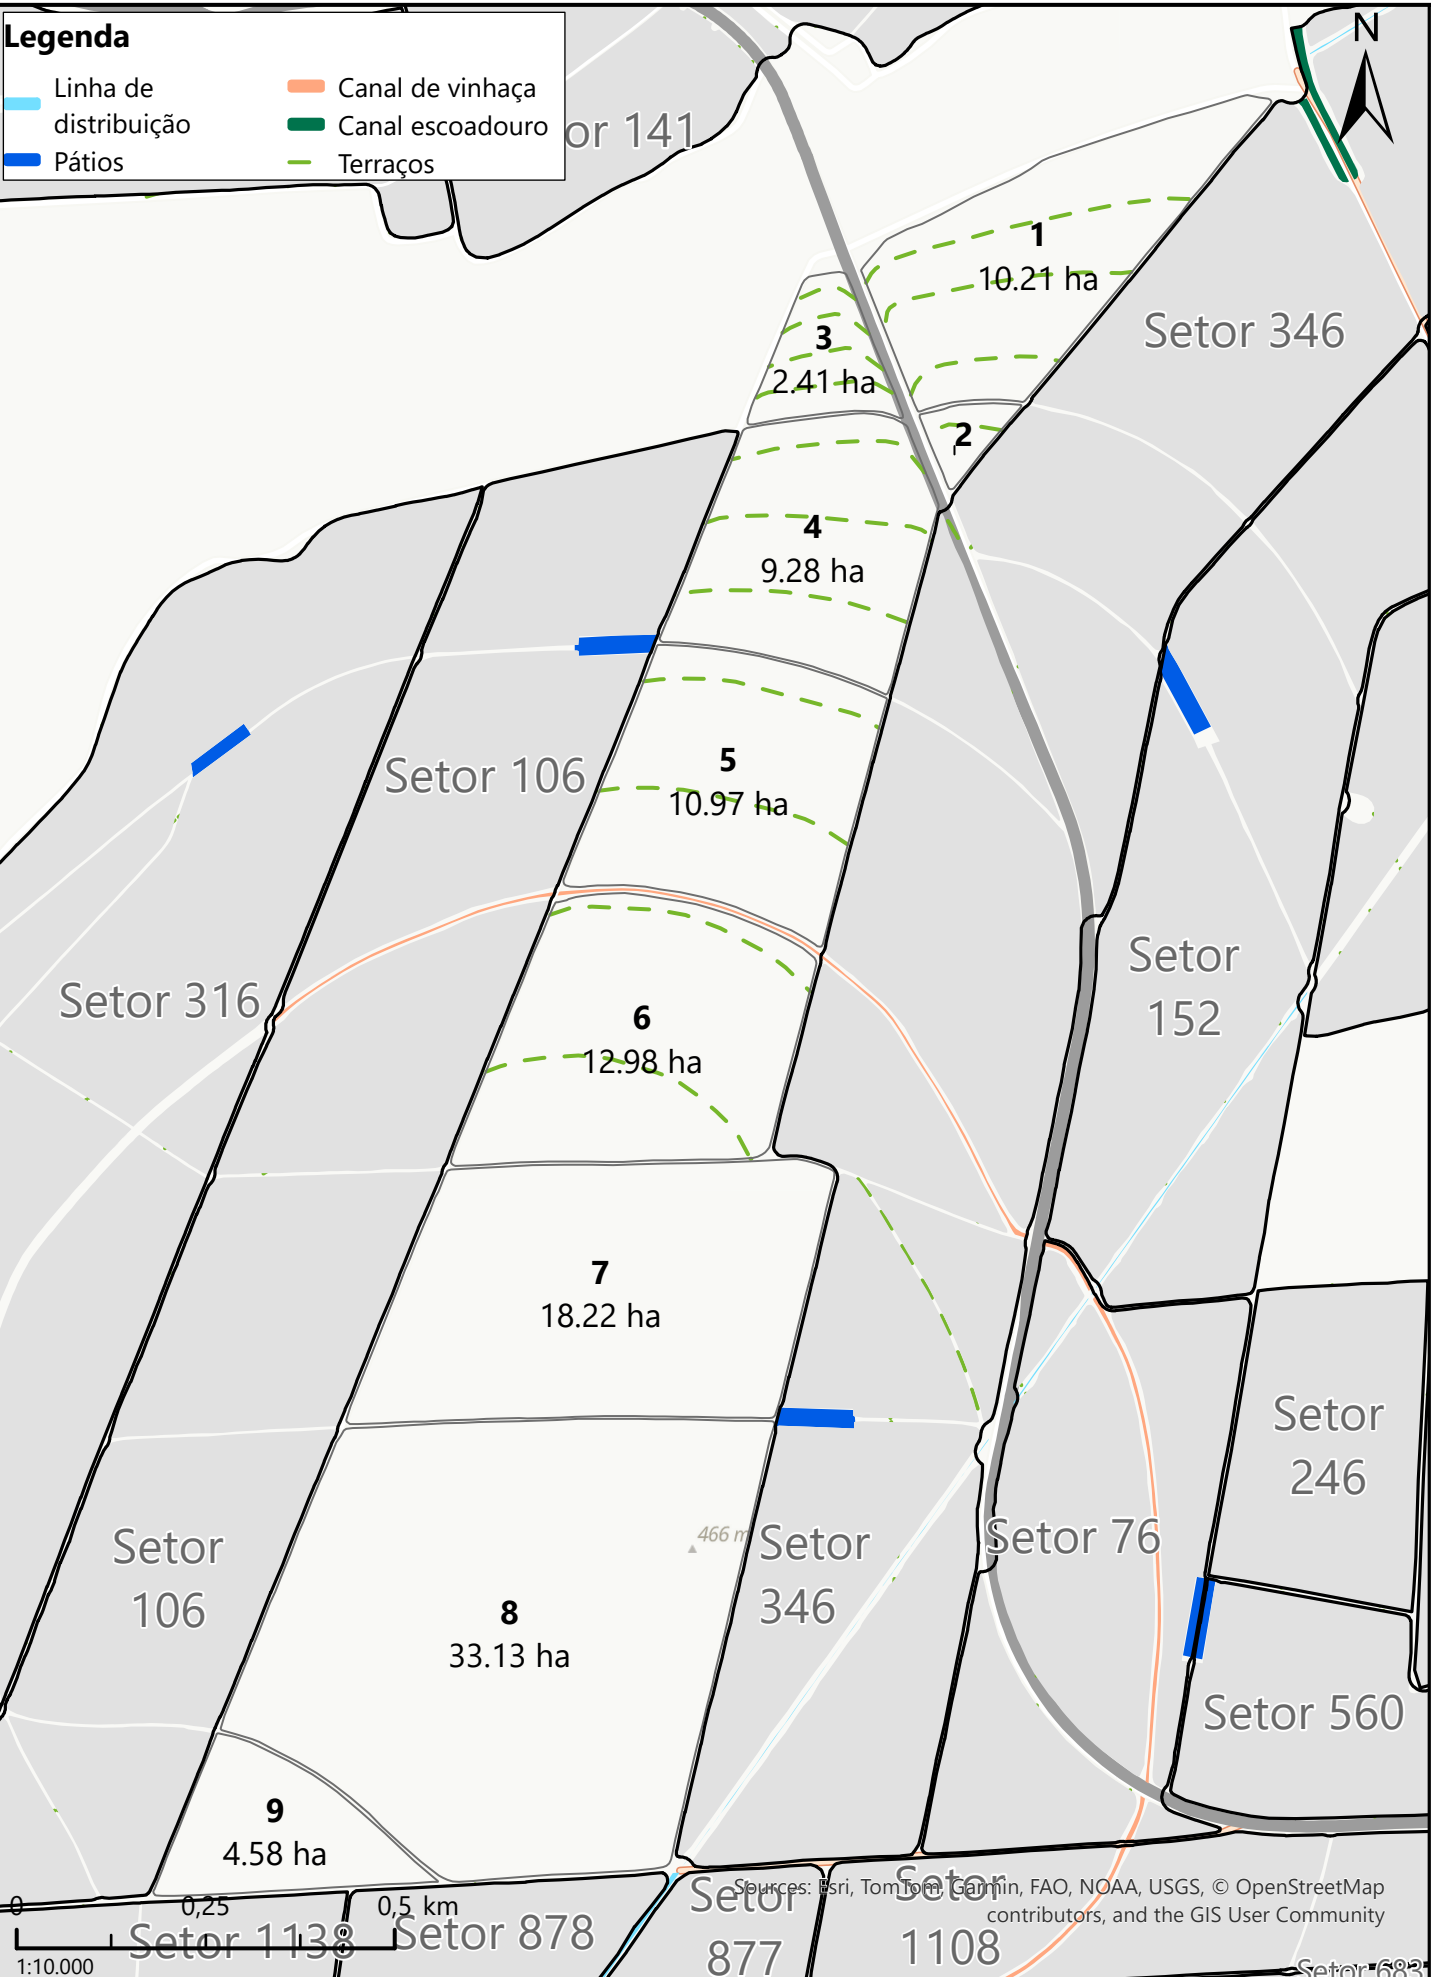 Legenda
Linha de
distribuição
Pátios
Canal de vinhaça
Canal escoadouro
Terraços
N
or 141
1
10.21 ha
Setor 346
3
2.41 ha
2
4
9.28 ha
5
10.97 ha
Setor 106
Setor
152
Setor 316
6
12.98 ha
7
18.22 ha
Setor
246
466 m
Setor
346
Setor 76
Setor
106
8
33.13 ha
Setor 560
9
4.58 ha
0 0,25 0,5 km
1:10.000
Setor 1138
Setor 878
Setor
877
Setor
1108
Sources: Esri, TomTom, Garmin, FAO, NOAA, USGS, © OpenStreetMap
contributors, and the GIS User Community
Setor 683